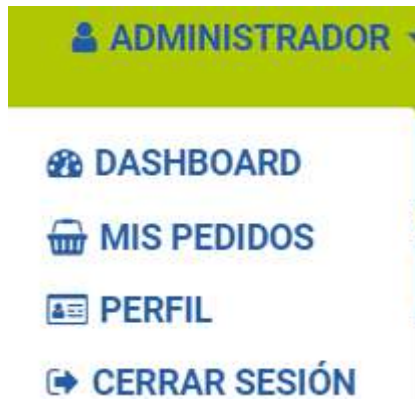 ADMINISTRADOR
DASHBOARD
MIS PEDIDOS
PERFIL
CERRAR SESIÓN